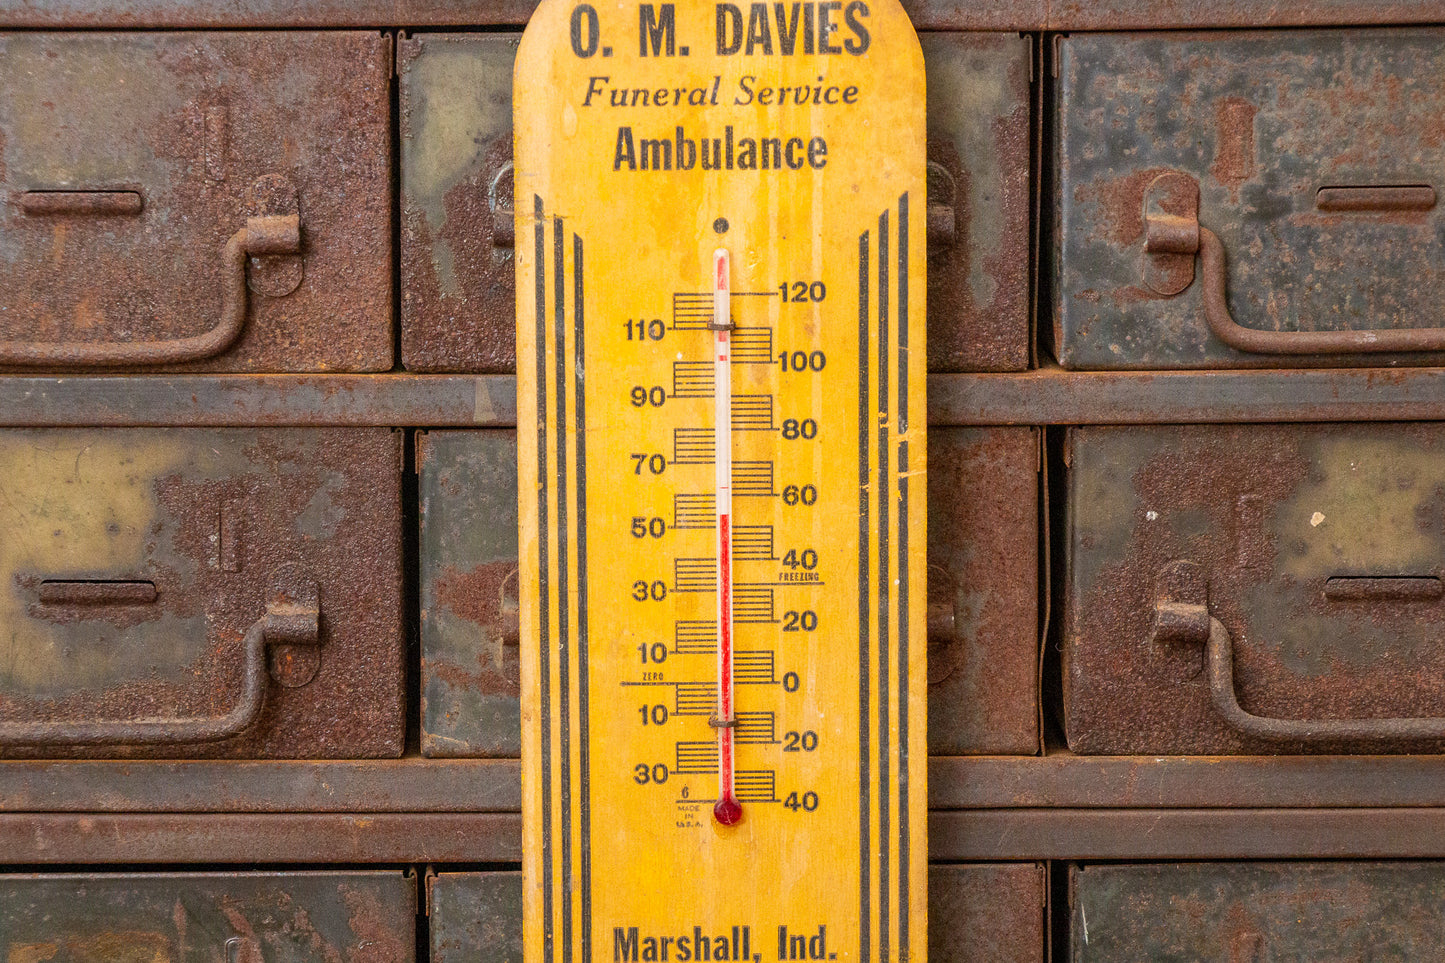 O. M. DAVIES
Funeral Service
Ambulance
120
110
100
90
80
70
60
50
40
FREEZING
30
20
10
ZERO
0
10
20
30
6
40
MADE
IN
U.S.A.
Marshall, Ind.